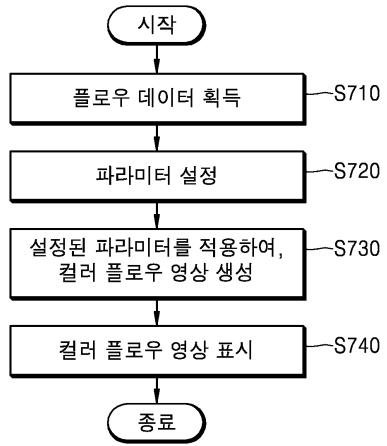 시작
플로우 데이터 획득
S710
파라미터 설정
S720
설정된 파라미터를 적용하여,
컬러 플로우 영상 생성
S730
컬러 플로우 영상 표시
S740
종료